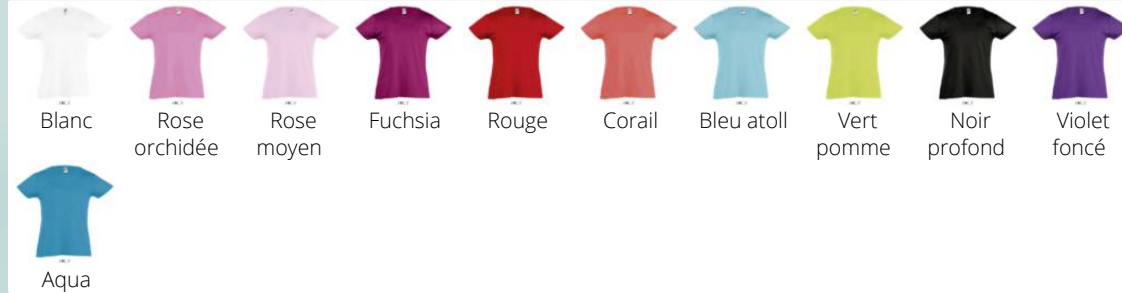 Blanc
Rose orchidée
Rose moyen
Fuchsia
Rouge
Corail
Bleu atoll
Vert pomme
Noir profond
Violet foncé
Aqua